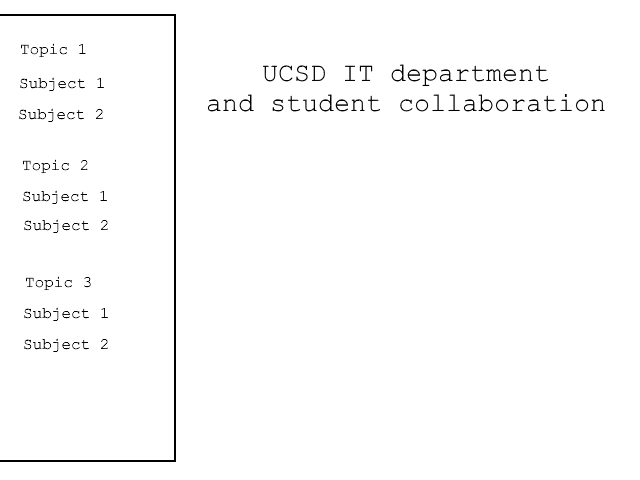 Topic 1
Subject 1
Subject 2
Topic 2
Subject 1
Subject 2
Topic 3
Subject 1
Subject 2
UCSD IT department
and student collaboration